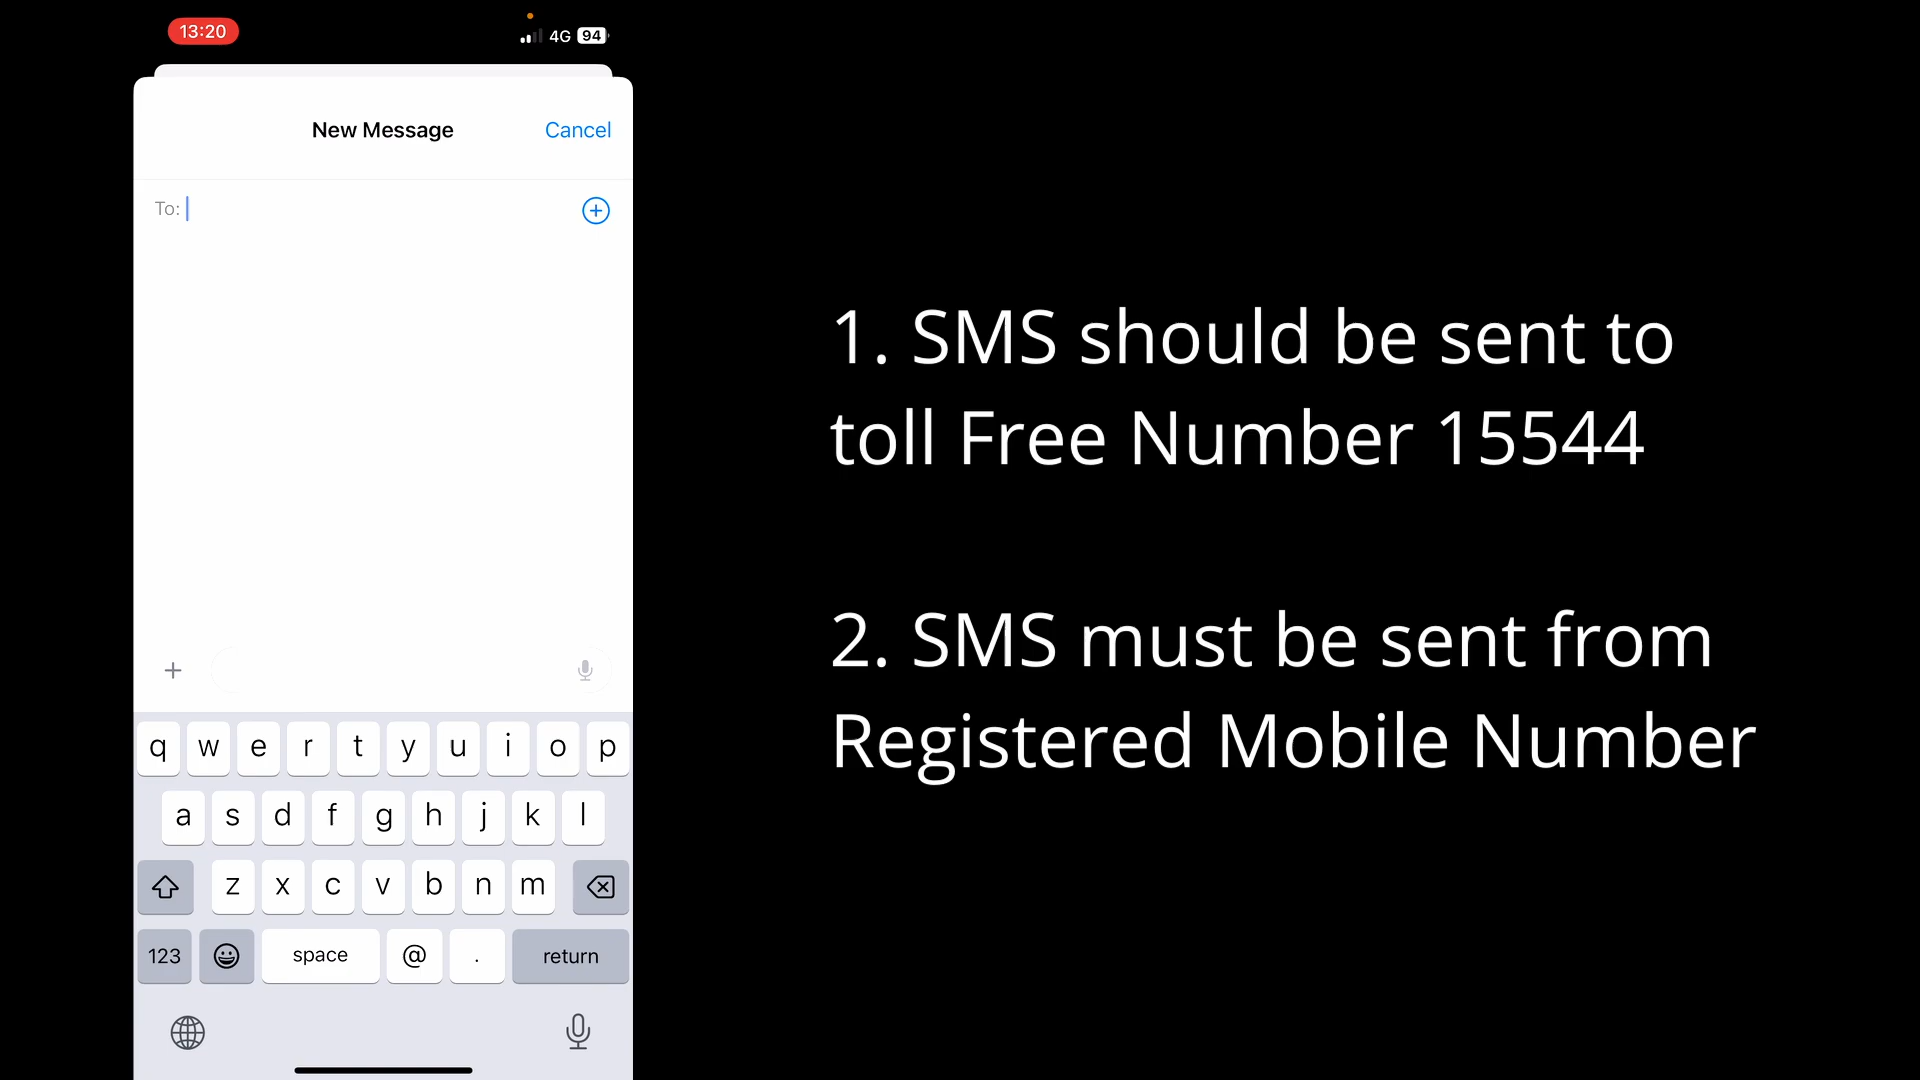 13:20
4G 94
New Message
Cancel
To:
1. SMS should be sent to
toll Free Number 15544
2. SMS must be sent from
Registered Mobile Number
q w e r t y u i o p
a s d f g h j k l
z x c v b n m
123 space @ . return